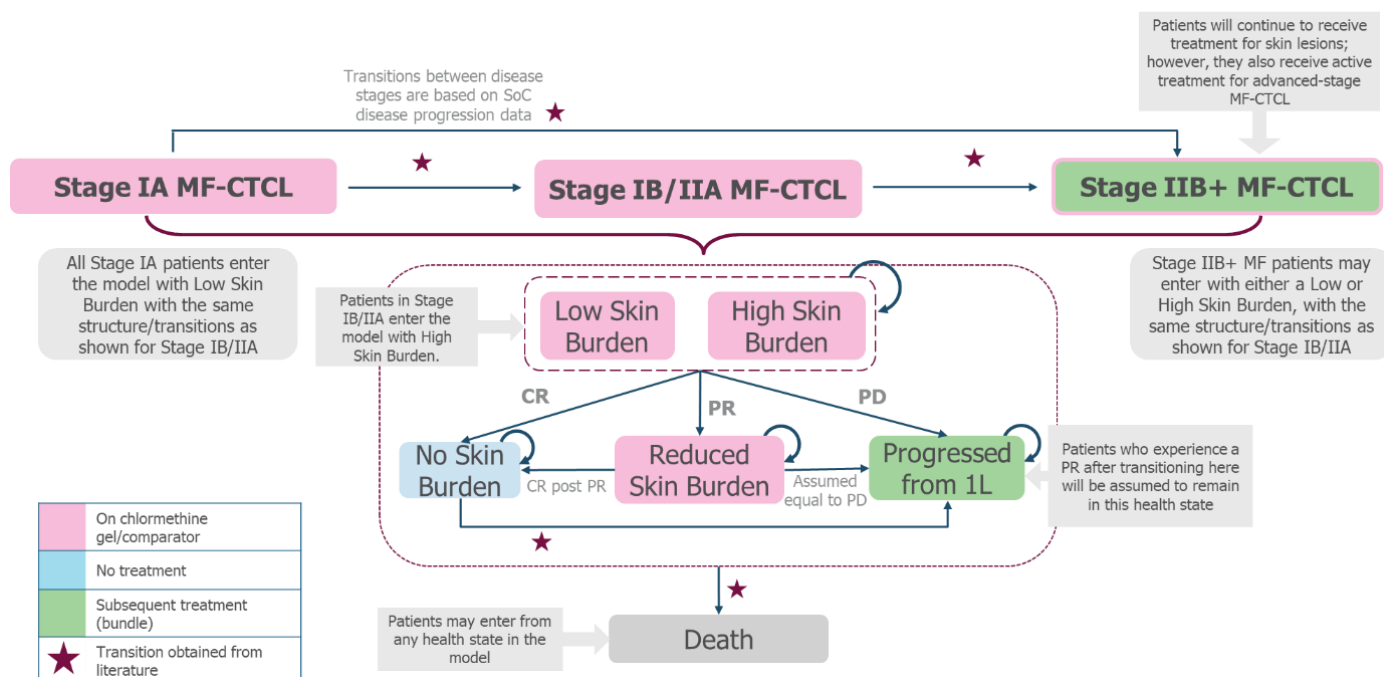 Patients will continue to receive
treatment for skin lesions;
however, they also receive active
treatment for advanced-stage
MF-CTCL
Transitions between disease
stages are based on SoC
disease progression data
Stage IA MF-CTCL
Stage IB/IIA MF-CTCL
Stage IIB+ MF-CTCL
All Stage IA patients enter
the model with Low Skin
Burden with the same
structure/transitions as
shown for Stage IB/IIA
Patients in Stage
IB/IIA enter the
model with High
Skin Burden.
Low Skin
Burden
High Skin
Burden
Stage IIB+ MF patients may
enter with either a Low or
High Skin Burden, with the
same structure/transitions as
shown for Stage IB/IIA
CR
PR
PD
No Skin
Burden
CR post PR
Reduced
Skin Burden
Assumed
equal to PD
Progressed
from 1L
Patients who experience a
PR after transitioning here
will be assumed to remain
in this health state
On chlormethine
gel/comparator
No treatment
Subsequent treatment
(bundle)
Transition obtained from
literature
Patients may enter from
any health state in the
model
Death